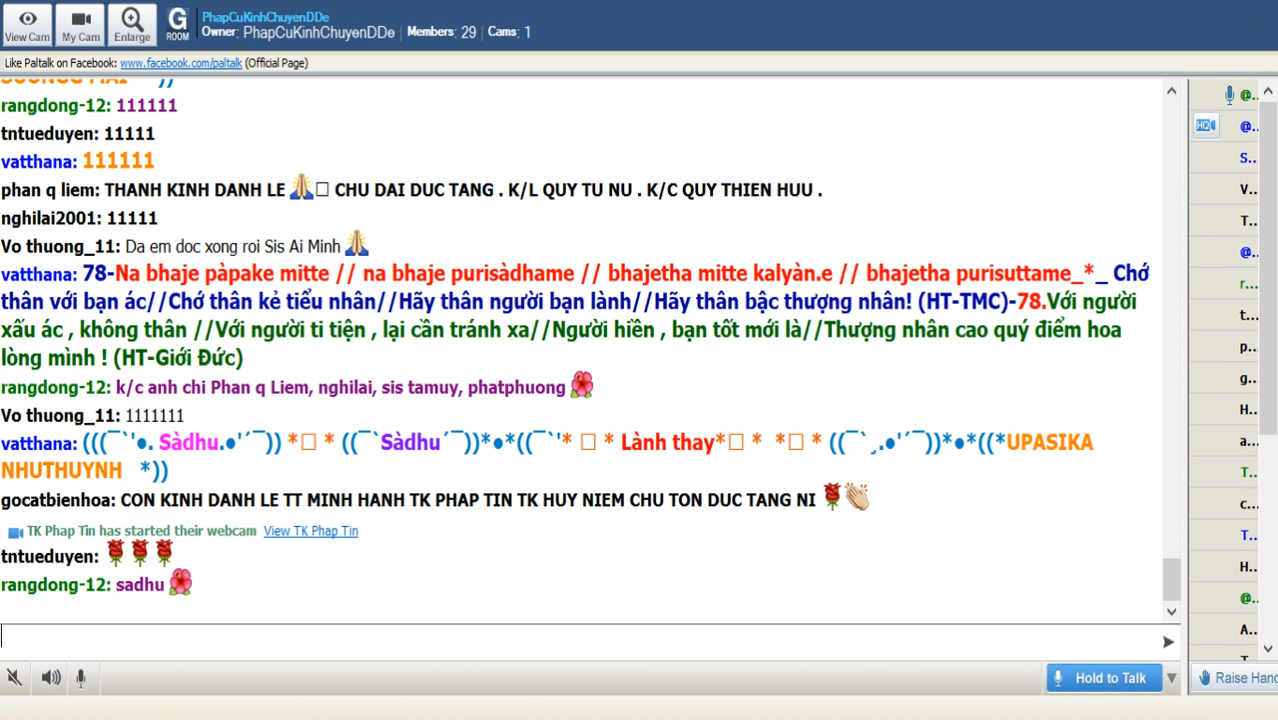 PhapCuKinhChuyenDDe
Owner: PhapCuKinhChuyenDDe Members: 29 Cams: 1
View Cam My Cam Enlarge G ROOM
Like Paltalk on Facebook: www.facebook.com/paltalk (Official Page)
rangdong-12: 111111
tntueduyen: 11111
vatthana: 111111
phan q liem: THANH KINH DANH LE 🙏□ CHU DAI DUC TANG . K/L QUY TU NU . K/C QUY THIEN HUU .
nghilai2001: 11111
Vo thuong_11: Da em doc xong roi Sis Ai Minh 🙏
vatthana: 78-Na bhaje pàpake mitte // na bhaje purisàdhame // bhajetha mitte kalyàn.e // bhajetha purisuttame_*_ Chớ
thân với bạn ác//Chớ thân kẻ tiểu nhân//Hãy thân người bạn lành//Hãy thân bậc thượng nhân! (HT-TMC)-78.Với người
xấu ác , không thân //Với người ti tiện , lại cần tránh xa//Người hiền , bạn tốt mới là//Thượng nhân cao quý điểm hoa
lòng mình ! (HT-Giới Đức)
rangdong-12: k/c anh chi Phan q Liem, nghilai, sis tamuy, phatphuong 🌺
Vo thuong_11: 1111111
vatthana: (((¯`'●. Sàdhu.●'´¯)) *□ * ((¯`Sàdhu´¯))*●*((¯`'* □ * Lành thay*□ * *□ * ((¯` ¸.●'´¯))*●*((*UPASIKA
NHUTHUYNH *))
gocatbienhoa: CON KINH DANH LE TT MINH HANH TK PHAP TIN TK HUY NIEM CHU TON DUC TANG NI 🌹👏
TK Phap Tin has started their webcam View TK Phap Tin
tntueduyen: 🌹🌹🌹
rangdong-12: sadhu 🌺
@..
@..
S..
V..
T..
@..
r...
t...
p...
g...
H..
a...
T..
c...
T..
H..
@..
A..
Hold to Talk
Raise Hand